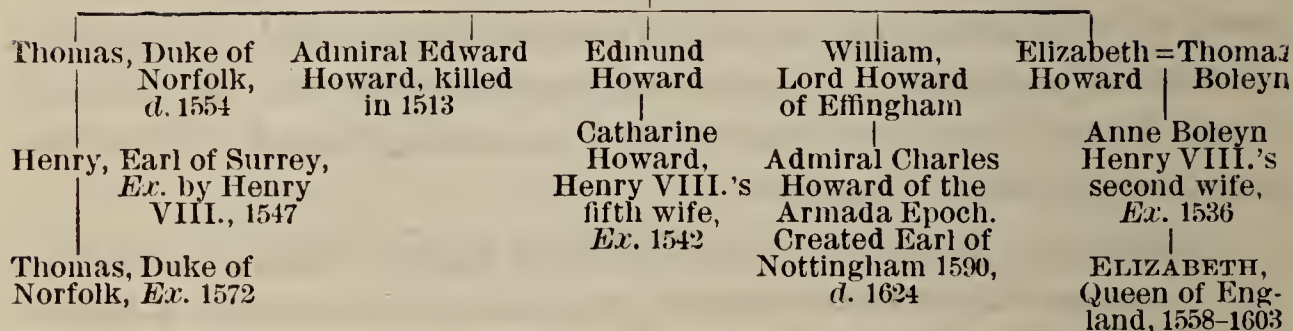 Thomas, Duke of
Norfolk,
d. 1554
Admiral Edward
Howard, killed
in 1513
Edmund
Howard
William,
Lord Howard
of Effingham
Elizabeth = Thomas
Howard Boleyn
Henry, Earl of Surrey,
Ex. by Henry
VIII., 1547
Catharine
Howard,
Henry VIII.'s
fifth wife,
Ex. 1542
Admiral Charles
Howard of the
Armada Epoch.
Created Earl of
Nottingham 1590,
d. 1624
Anne Boleyn
Henry VIII.'s
second wife,
Ex. 1536
Thomas, Duke of
Norfolk, Ex. 1572
ELIZABETH,
Queen of Eng-
land, 1558–1603